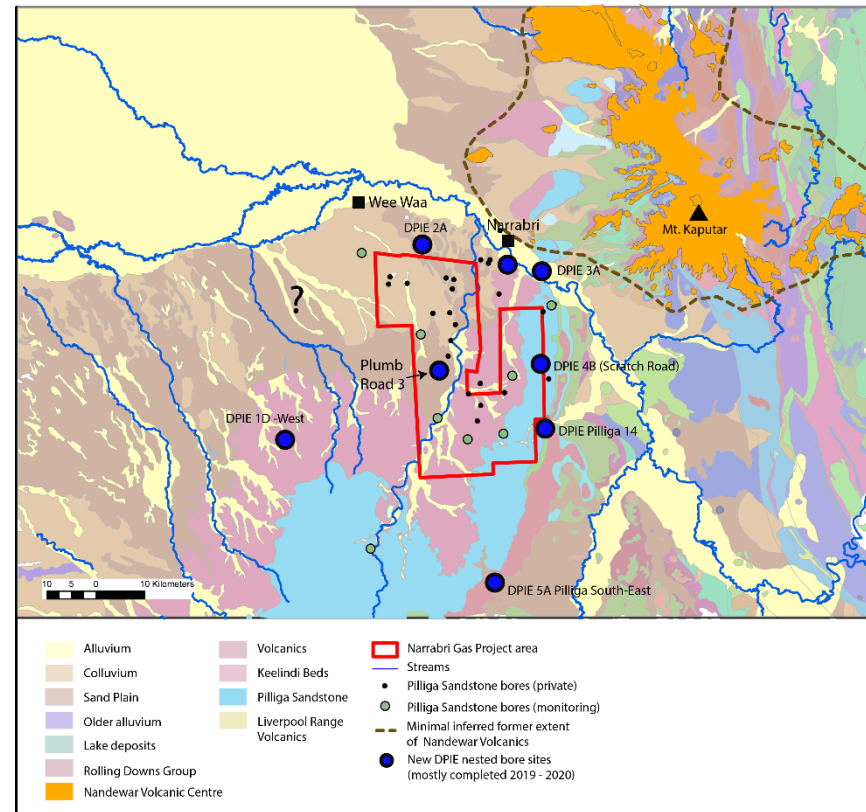 Wee Waa
Narrabri
DPIE 2A
Mt. Kaputar
DPIE 3A
?
Plumb
Road 3
DPIE 4B (Scratch Road)
DPIE 1D -West
DPIE Pilliga 14
DPIE 5A Pilliga South-East
10 5 0 10 Kilometers
Alluvium
Colluvium
Sand Plain
Older alluvium
Lake deposits
Rolling Downs Group
Nandewar Volcanic Centre
Volcanics
Keelindi Beds
Pilliga Sandstone
Liverpool Range
Volcanics
Narrabri Gas Project area
Streams
Pilliga Sandstone bores (private)
Pilliga Sandstone bores (monitoring)
Minimal inferred former extent
of Nandewar Volcanics
New DPIE nested bore sites
(mostly completed 2019 - 2020)